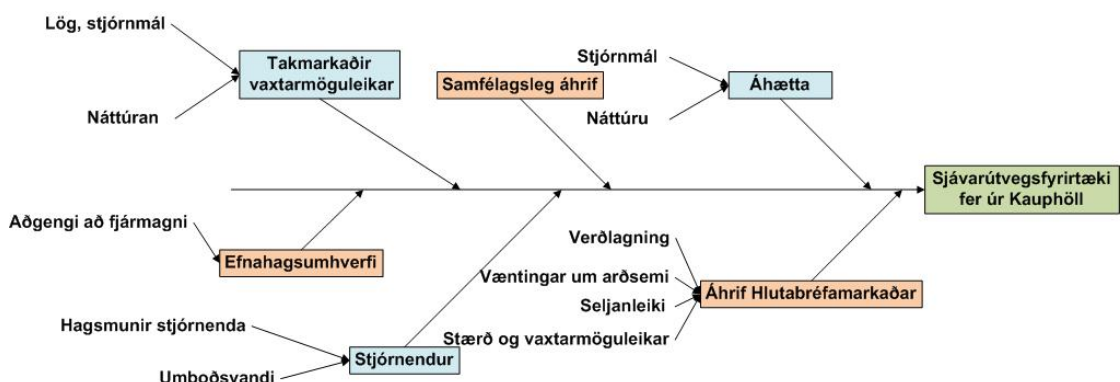 Lög, stjórnmál
Náttúran
Takmarkaðir
vaxtarmöguleikar
Samfélagsleg áhrif
Stjórnmál
Náttúru
Áhætta
Sjávarútvegsfyrirtæki
fer úr Kauphöll
Aðgengi að fjármagni
Efnahagsumhverfi
Hagsmunir stjórnenda
Umboðsvandi
Stjórnendur
Verðlagning
Væntingar um arðsemi
Seljanleiki
Stærð og vaxtarmöguleikar
Áhrif Hlutabréfamarkaðar